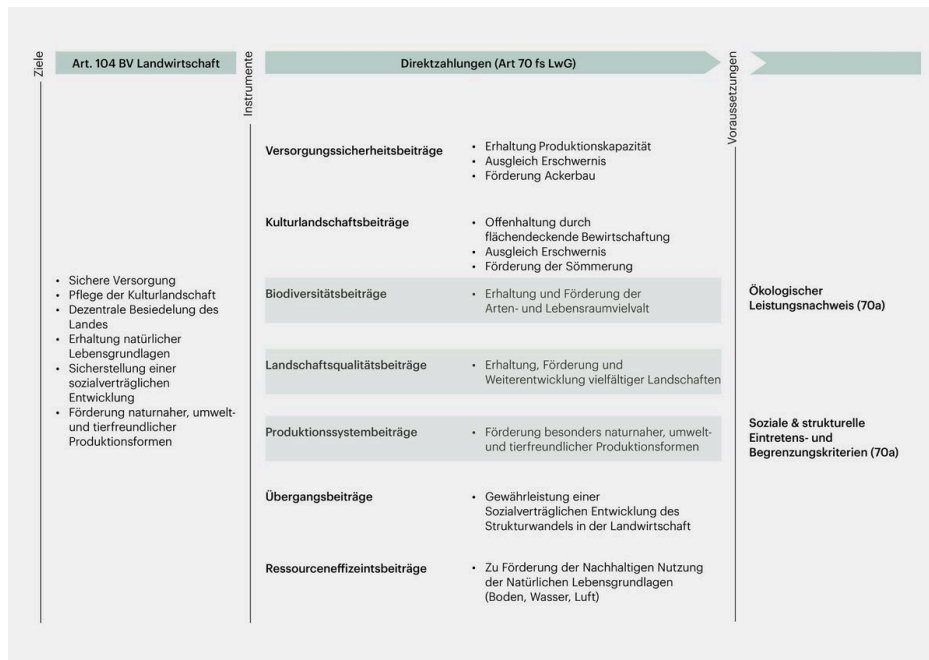 Ziele
Art. 104 BV Landwirtschaft
• Sichere Versorgung
• Pflege der Kulturlandschaft
• Dezentrale Besiedelung des
Landes
• Erhaltung natürlicher
Lebensgrundlagen
• Sicherstellung einer
sozialverträglichen
Entwicklung
• Förderung naturnaher, umwelt-
und tierfreundlicher
Produktionsformen
Instrumente
Direktzahlungen (Art 70 fs LwG)
Versorgungssicherheitsbeiträge
• Erhaltung Produktionskapazität
• Ausgleich Erschwernis
• Förderung Ackerbau
Kulturlandschaftsbeiträge
• Offenhaltung durch
flächendeckende Bewirtschaftung
• Ausgleich Erschwernis
• Förderung der Sömmerung
Biodiversitätsbeiträge
• Erhaltung und Förderung der
Arten- und Lebensraumvielvalt
Landschaftsqualitätsbeiträge
• Erhaltung, Förderung und
Weiterentwicklung vielfältiger Landschaften
Produktionssystembeiträge
• Förderung besonders naturnaher, umwelt-
und tierfreundlicher Produktionsformen
Übergangsbeiträge
• Gewährleistung einer
Sozialverträglichen Entwicklung des
Strukturwandels in der Landwirtschaft
Ressourceneffizeintsbeiträge
• Zu Förderung der Nachhaltigen Nutzung
der Natürlichen Lebensgrundlagen
(Boden, Wasser, Luft)
Voraussetzungen
Ökologischer
Leistungsnachweis (70a)
Soziale & strukturelle
Eintretens- und
Begrenzungskriterien (70a)